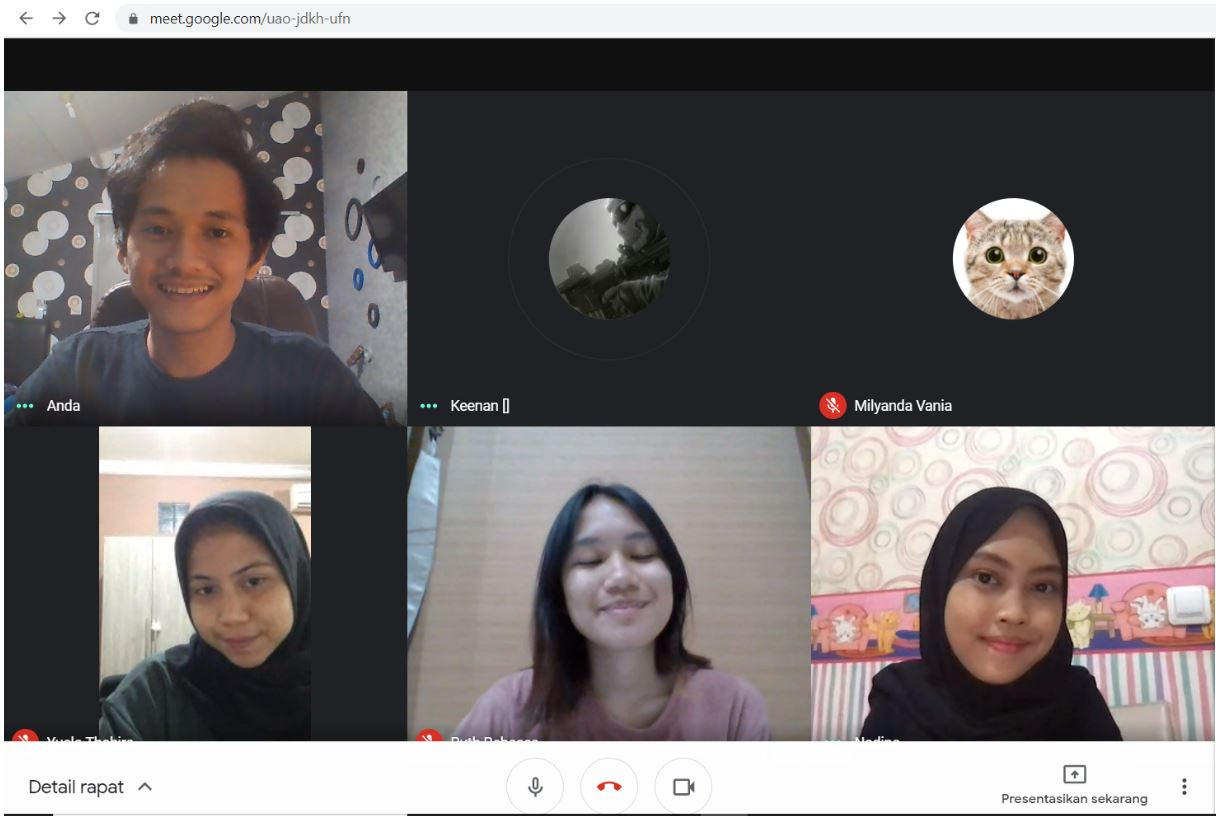 meet.google.com/uao-jdkh-ufn
Anda
Keenan []
Milyanda Vania
Detail rapat
Presentasikan sekarang